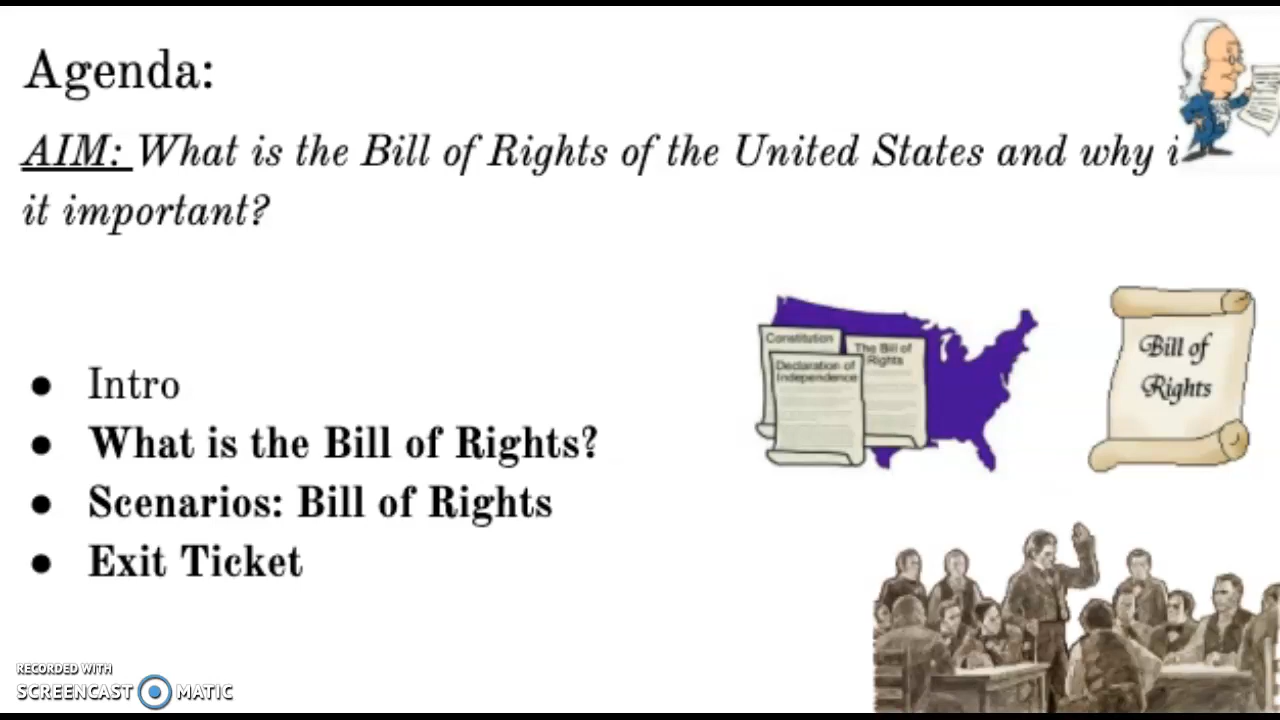 Agenda:
AIM: What is the Bill of Rights of the United States and why i
it important?
Constitution
The Bill of
Rights
Declaration of
Independence
Bill of
Rights
● Intro
● What is the Bill of Rights?
● Scenarios: Bill of Rights
● Exit Ticket
RECORDED WITH
SCREENCAST MATIC